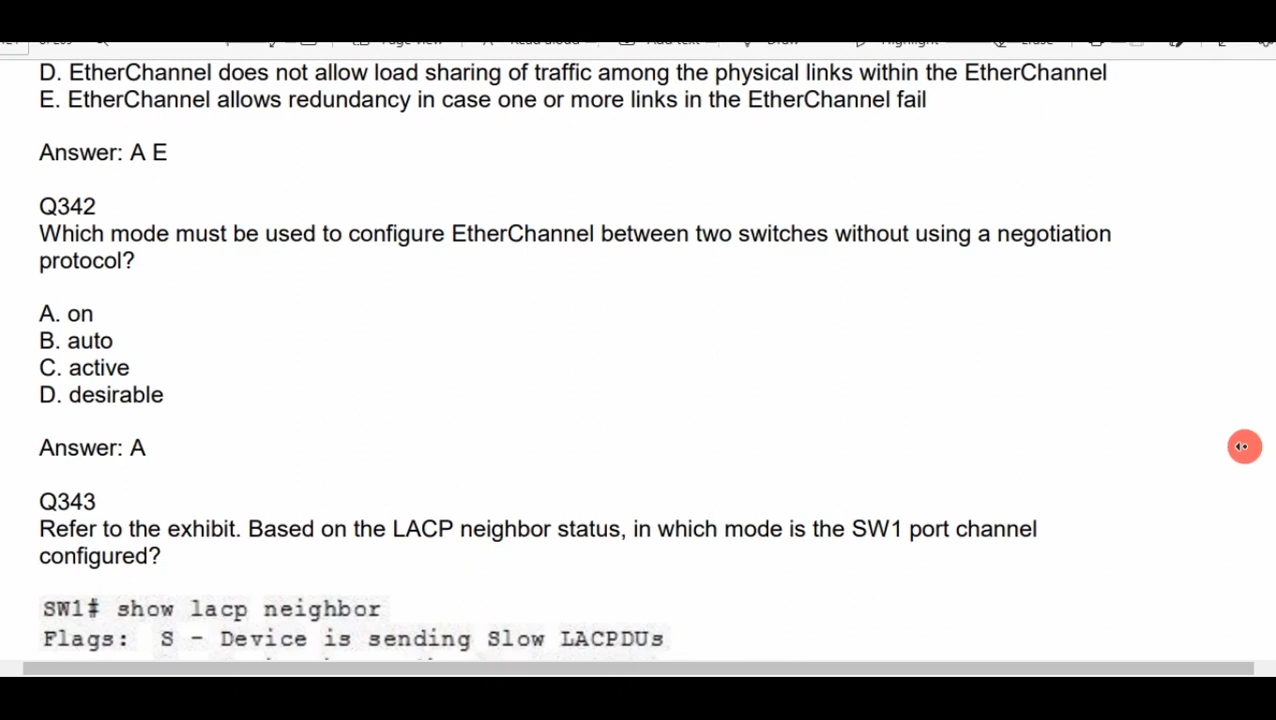 D. EtherChannel does not allow load sharing of traffic among the physical links within the EtherChannel
E. EtherChannel allows redundancy in case one or more links in the EtherChannel fail
Answer: A E
Q342
Which mode must be used to configure EtherChannel between two switches without using a negotiation
protocol?
A. on
B. auto
C. active
D. desirable
Answer: A
Q343
Refer to the exhibit. Based on the LACP neighbor status, in which mode is the SW1 port channel
configured?
SW1# show lacp neighbor
Flags: S - Device is sending Slow LACPDUs